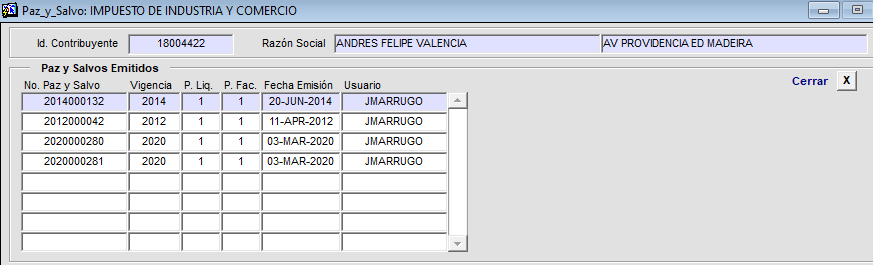 Paz_y_Salvo: IMPUESTO DE INDUSTRIA Y COMERCIO
Id. Contribuyente 18004422 Razón Social ANDRES FELIPE VALENCIA AV PROVIDENCIA ED MADEIRA
Paz y Salvos Emitidos
Cerrar X
No. Paz y Salvo Vigencia P. Liq. P. Fac. Fecha Emisión Usuario
2014000132 2014 1 1 20-JUN-2014 JMARRUGO
2012000042 2012 1 1 11-APR-2012 JMARRUGO
2020000280 2020 1 1 03-MAR-2020 JMARRUGO
2020000281 2020 1 1 03-MAR-2020 JMARRUGO